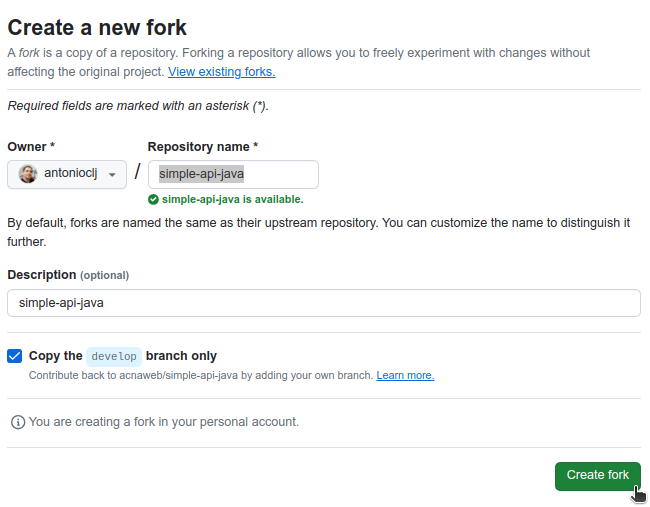 Create a new fork
A fork is a copy of a repository. Forking a repository allows you to freely experiment with changes without
affecting the original project. View existing forks.
Required fields are marked with an asterisk (*).
Owner * Repository name *
antonioclj / simple-api-java
simple-api-java is available.
By default, forks are named the same as their upstream repository. You can customize the name to distinguish it
further.
Description (optional)
simple-api-java
Copy the develop branch only
Contribute back to acnaweb/simple-api-java by adding your own branch. Learn more.
You are creating a fork in your personal account.
Create fork